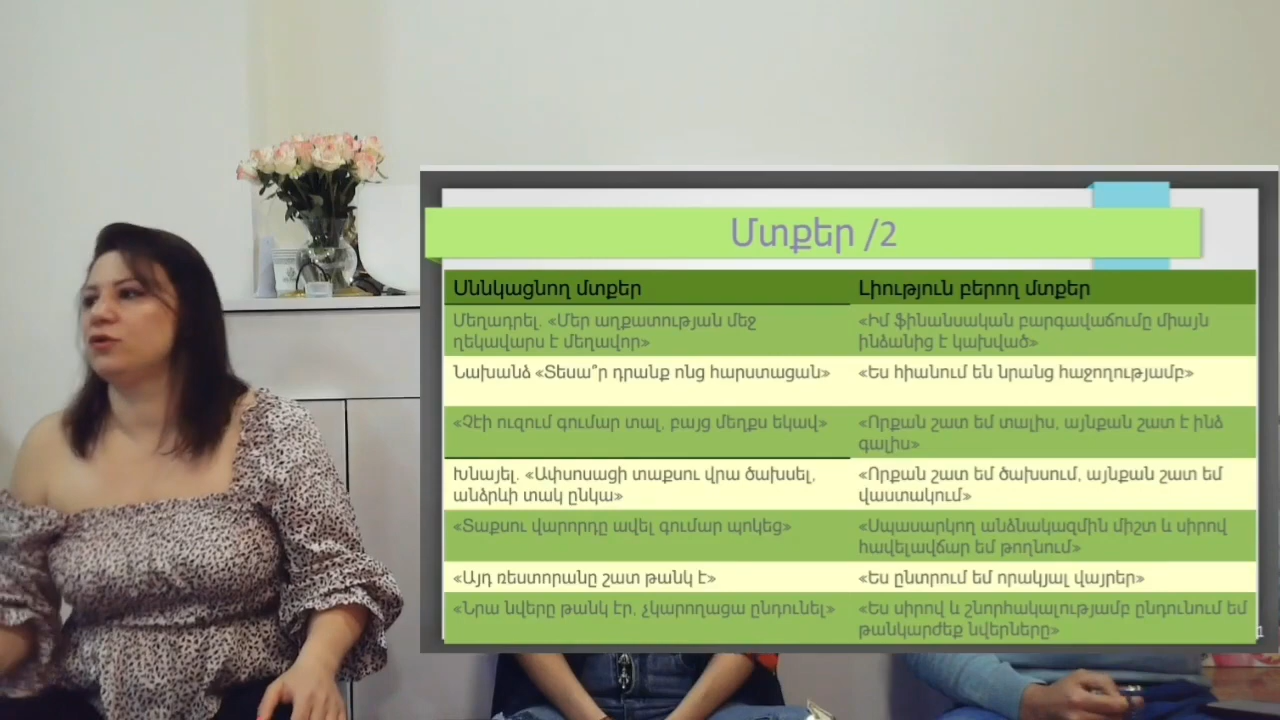 Մտքեր /2
Սննկացնող մտքեր
Լիություն բերող մտքեր
Մեղադրել. «Մեր աղքատության մեջ
ղեկավարս է մեղավոր»
«Իմ ֆինանսական բարգավաճումը միայն
ինձանից է կախված»
Նախանձ «Տեսա՞ր դրանք ոնց հարստացան»
«Ես հիանում են նրանց հաջողությամբ»
«Չէի ուզում գումար տալ, բայց մեղքս եկավ»
«Որքան շատ եմ տալիս, այնքան շատ է ինձ
գալիս»
Խնայել. «Ափսոսացի տաքսու վրա ծախսել,
անձրևի տակ ընկա»
«Որքան շատ եմ ծախսում, այնքան շատ եմ
վաստակում»
«Տաքսու վարորդը ավել գումար պոկեց»
«Սպասարկող անձնակազմին միշտ և սիրով
հավելավճար եմ թողնում»
«Այդ ռեստորանը շատ թանկ է»
«Ես ընտրում եմ որակյալ վայրեր»
«Նրա նվերը թանկ էր, չկարողացա ընդունել»
«Ես սիրով և շնորհակալությամբ ընդունում եմ
թանկարժեք նվերները»